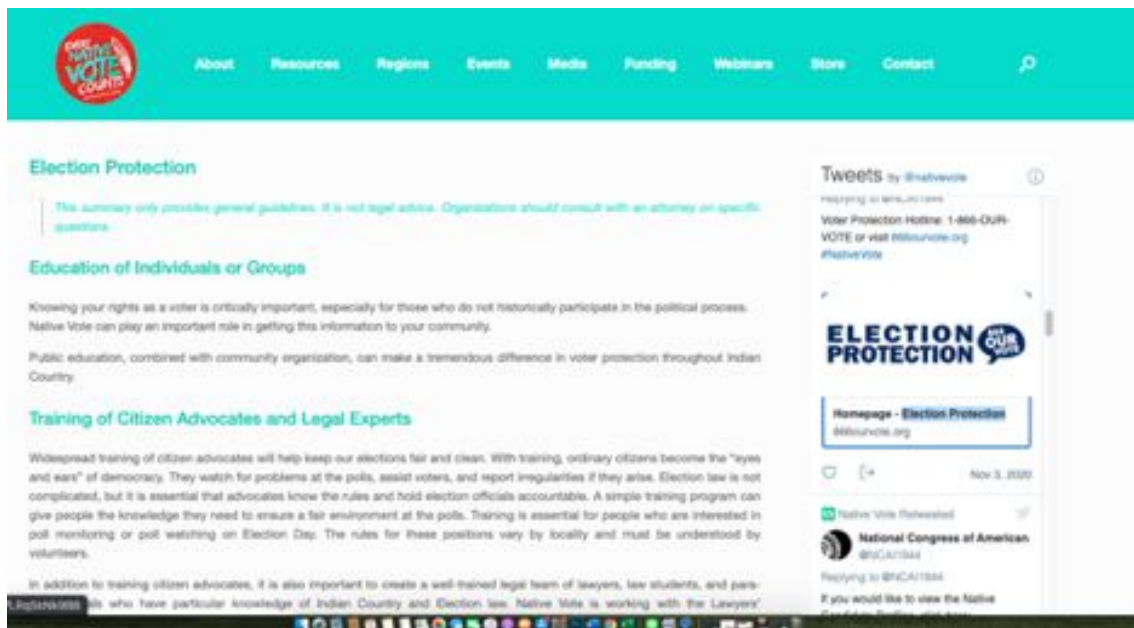 EVERY
NATIVE
VOTE
COUNTS
About Resources Regions Events Media Funding Webinars Store Contact
Election Protection
This summary only provides general guidelines. It is not legal advice. Organizations should consult with an attorney on specific
questions.
Education of Individuals or Groups
Knowing your rights as a voter is critically important, especially for those who do not historically participate in the political process.
Native Vote can play an important role in getting this information to your community.
Public education, combined with community organization, can make a tremendous difference in voter protection throughout Indian
Country.
Training of Citizen Advocates and Legal Experts
Widespread training of citizen advocates will help keep our elections fair and clean. With training, ordinary citizens become the "eyes
and ears" of democracy. They watch for problems at the polls, assist voters, and report irregularities if they arise. Election law is not
complicated, but it is essential that advocates know the rules and hold election officials accountable. A simple training program can
give people the knowledge they need to ensure a fair environment at the polls. Training is essential for people who are interested in
poll monitoring or poll watching on Election Day. The rules for these positions vary by locality and must be understood by
volunteers.
In addition to training citizen advocates, it is also important to create a well-trained legal team of lawyers, law students, and para-
who have particular knowledge of Indian Country and Election law. Native Vote is working with the Lawyers'
Tweets by @nativevote
Replying to @NCAI1944
Voter Protection Hotline: 1-866-OUR-
VOTE or visit 866ourvote.org
#NativeVote
ELECTION
PROTECTION
866
OUR
VOTE
Homepage - Election Protection
866ourvote.org
Nov 3, 2020
Native Vote Retweeted
National Congress of American
@NCAI1944
Replying to @NCAI1944
If you would like to view the Native